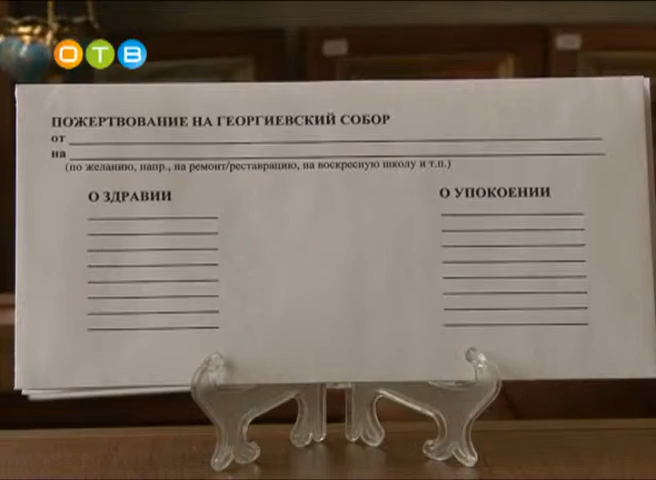 ОТВ
ПОЖЕРТВОВАНИЕ НА ГЕОРГИЕВСКИЙ СОБОР
от
на
(по желанию, напр., на ремонт/реставрацию, на воскресную школу и т.п.)
О ЗДРАВИИ
О УПОКОЕНИИ